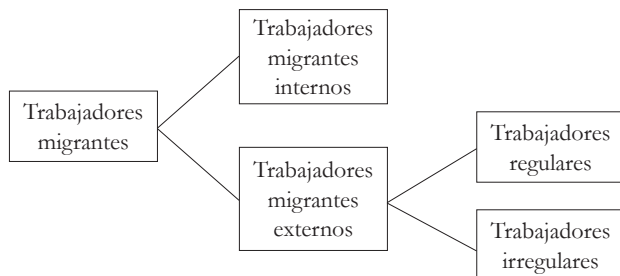 Trabajadores
migrantes
Trabajadores
migrantes
internos
Trabajadores
migrantes
externos
Trabajadores
regulares
Trabajadores
irregulares